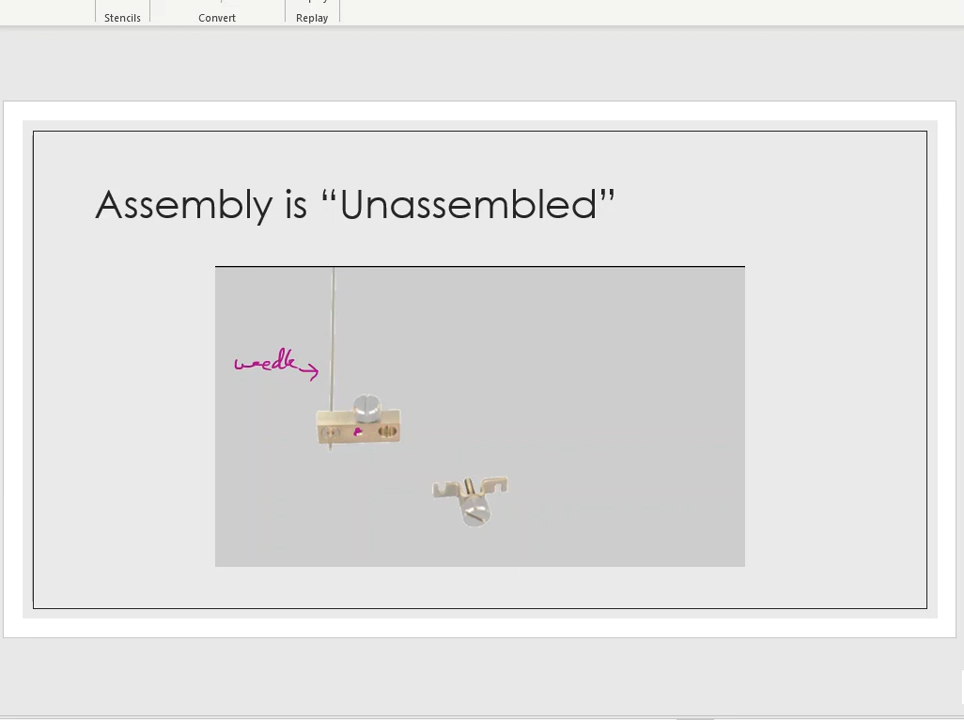 Stencils
Convert
Replay
Assembly is “Unassembled”
needle